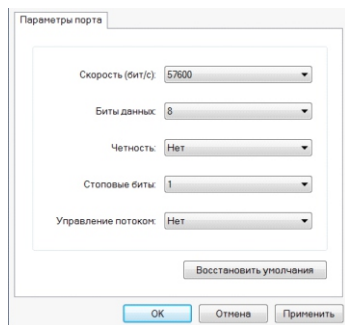 Параметры порта
Скорость (бит/с): 57600
Биты данных: 8
Четность: Нет
Стоповые биты: 1
Управление потоком: Нет
Восстановить умолчания
OK Отмена Применить